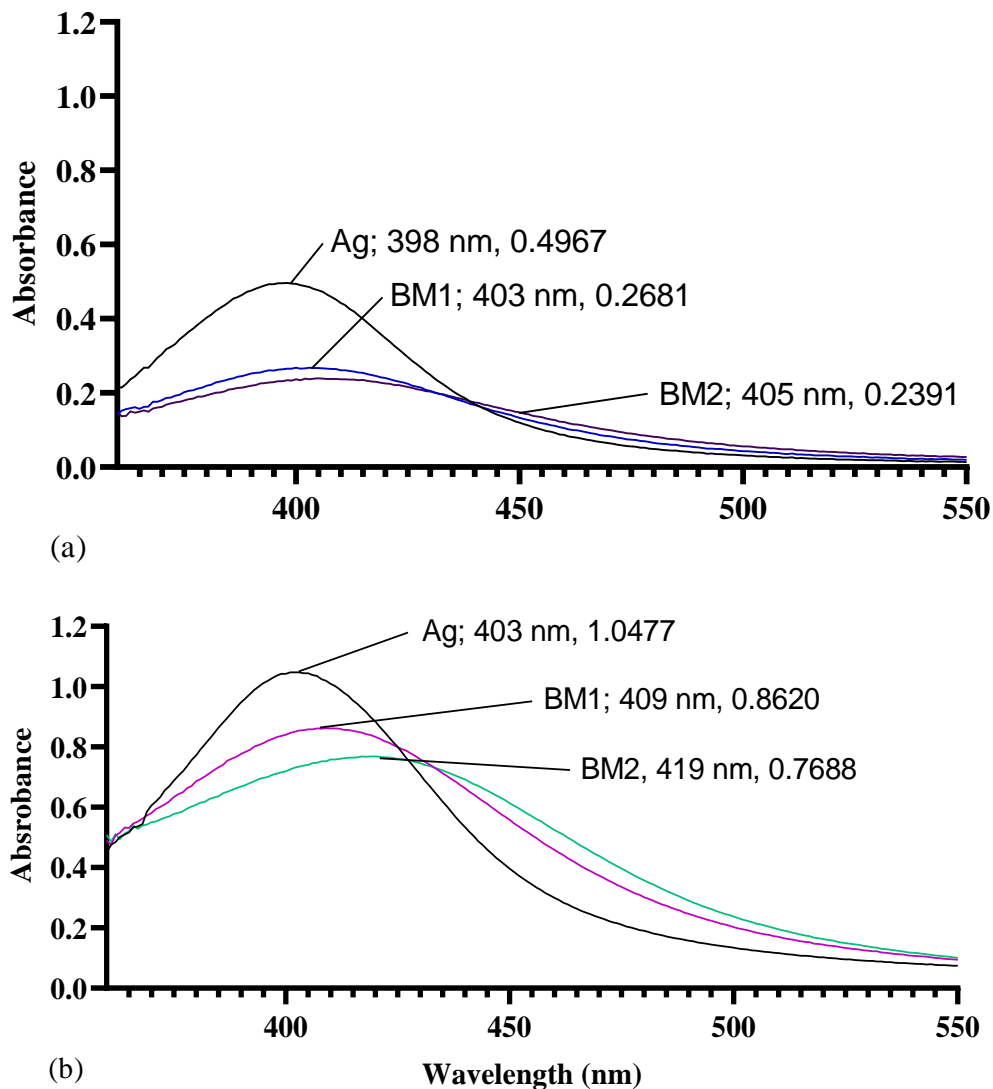 1.2
1.0
0.8
0.6
0.4
0.2
0.0
Absorbance
Ag; 398 nm, 0.4967
BM1; 403 nm, 0.2681
BM2; 405 nm, 0.2391
400 450 500 550
(a)
1.2
1.0
0.8
0.6
0.4
0.2
0.0
Absrobance
Ag; 403 nm, 1.0477
BM1; 409 nm, 0.8620
BM2, 419 nm, 0.7688
400 450 500 550
(b)
Wavelength (nm)